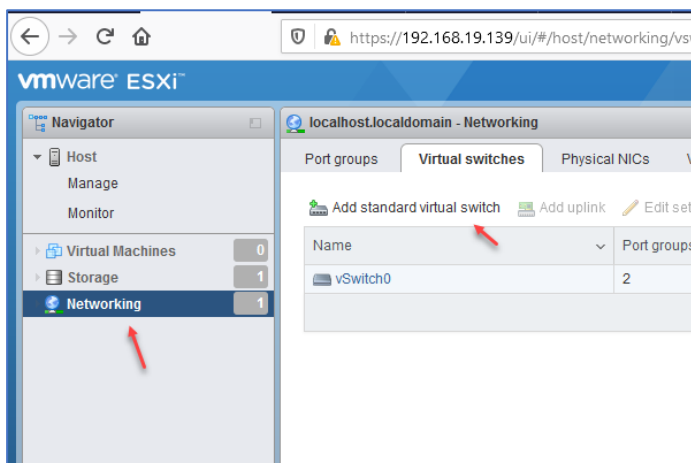 https://192.168.19.139/ui/#/host/networking/vs
vmware ESXi™
Navigator
Host
Manage
Monitor
Virtual Machines 0
Storage 1
Networking 1
localhost.localdomain - Networking
Port groups Virtual switches Physical NICs V
Add standard virtual switch Add uplink Edit set
Name Port groups
vSwitch0 2